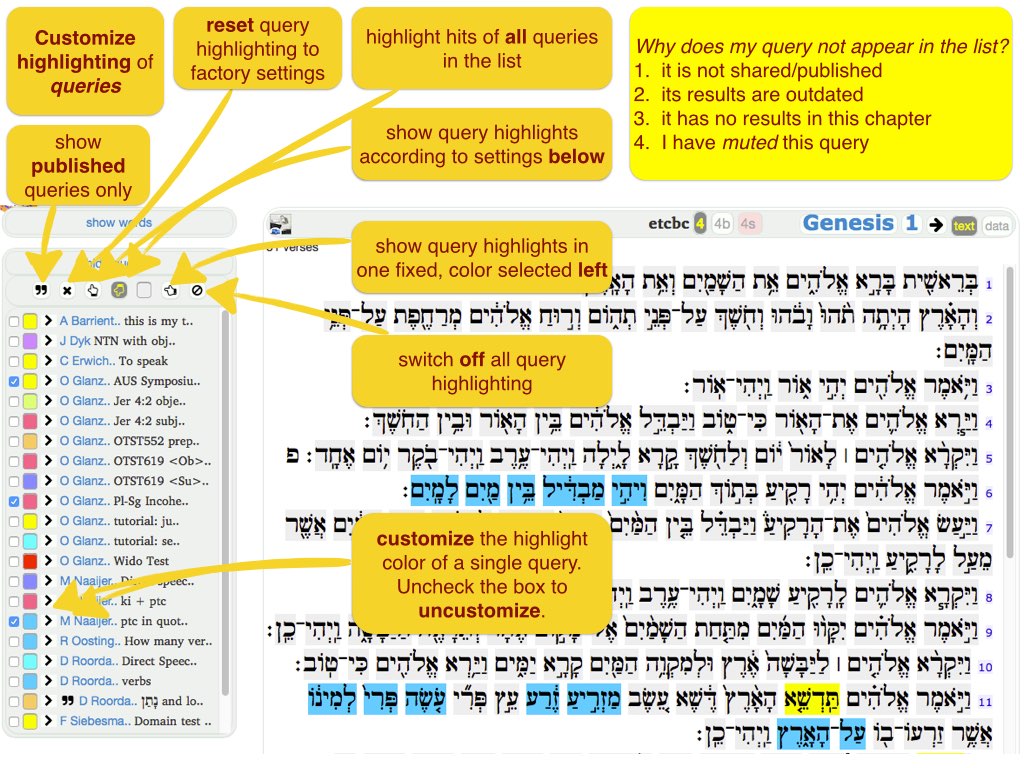 Customize
highlighting of
queries
reset query
highlighting to
factory settings
highlight hits of all queries
in the list
Why does my query not appear in the list?
1. it is not shared/published
2. its results are outdated
3. it has no results in this chapter
4. I have muted this query
show
published
queries only
show query highlights
according to settings below
show words
show query highlights in
one fixed, color selected left
switch off all query
highlighting
customize the highlight
color of a single query.
Uncheck the box to
uncustomize.
A Barrient.. this is my t..
J Dyk NTN with obj..
C Erwich.. To speak
O Glanz.. AUS Symposiu..
O Glanz.. Jer 4:2 obje..
O Glanz.. Jer 4:2 subj..
O Glanz.. OTST552 prep..
O Glanz.. OTST619 <Ob>..
O Glanz.. OTST619 <Su>..
O Glanz.. Pl-Sg Incohe..
O Glanz.. tutorial: ju..
O Glanz.. tutorial: se..
O Glanz.. Wido Test
M Naaijer.. Direct Speec..
ki + ptc
M Naaijer.. ptc in quot..
R Oosting.. How many ver..
D Roorda.. Direct Speec..
D Roorda.. verbs
D Roorda.. נָתַן and lo..
F Siebesma.. Domain test ..
etcbc 4 4b 4s Genesis 1 text data
verses
1 בְּרֵאשִׁ֖ית בָּרָ֣א אֱלֹהִ֑ים אֵ֥ת הַשָּׁמַ֖יִם וְאֵ֥ת
2 וְהָאָ֗רֶץ הָיְתָ֥ה תֹ֙הוּ֙ וָבֹ֔הוּ וְחֹ֖שֶׁךְ עַל־פְּנֵ֣י תְהֹ֑ום וְר֣וּחַ אֱלֹהִ֔ים מְרַחֶ֖פֶת עַל־פְּנֵ֥י
הַמָּֽיִם׃
3 וַיֹּ֥אמֶר אֱלֹהִ֖ים יְהִ֣י אֹ֑ור וַֽיְהִי־אֹֽור׃
4 וַיַּ֧רְא אֱלֹהִ֛ים אֶת־הָאֹ֖ור כִּי־טֹ֑וב וַיַּבְדֵּ֣ל אֱלֹהִ֔ים בֵּ֥ין הָאֹ֖ור וּבֵ֥ין הַחֹֽשֶׁךְ׃
5 וַיִּקְרָ֨א אֱלֹהִ֤ים ׀ לָאֹור֙ יֹ֔ום וְלַחֹ֖שֶׁךְ קָ֣רָא לָ֑יְלָה וַֽיְהִי־עֶ֥רֶב וַֽיְהִי־בֹ֖קֶר יֹ֥ום אֶחָֽד׃ פ
6 וַיֹּ֣אמֶר אֱלֹהִ֔ים יְהִ֥י רָקִ֖יעַ בְּתֹ֣וךְ הַמָּ֑יִם וִיהִ֣י מַבְדִּ֔יל בֵּ֥ין מַ֖יִם לָמָֽיִם׃
7 וַיַּ֣עַשׂ אֱלֹהִים֮ אֶת־הָרָקִיעַ֒ וַיַּבְדֵּ֗ל בֵּ֤ין הַמַּ֙יִם֙ אֲשֶׁר֙
מֵעַ֣ל לָרָקִ֑יעַ וַֽיְהִי־כֵֽן׃
8 וַיִּקְרָ֧א אֱלֹהִ֛ים לָֽרָקִ֖יעַ שָׁמָ֑יִם וַֽיְהִי־עֶ֥רֶב
9 וַיֹּ֣אמֶר אֱלֹהִ֗ים יִקָּו֨וּ הַמַּ֜יִם מִתַּ֤חַת הַשָּׁמַ֙יִם֙ וַֽיְהִי־כֵֽן׃
10 וַיִּקְרָ֨א אֱלֹהִ֤ים ׀ לַיַּבָּשָׁה֙ אֶ֔רֶץ וּלְמִקְוֵ֥ה הַמַּ֖יִם קָרָ֣א יַמִּ֑ים וַיַּ֥רְא אֱלֹהִ֖ים כִּי־טֹֽוב׃
11 וַיֹּ֣אמֶר אֱלֹהִ֗ים תַּֽדְשֵׁ֤א הָאָ֙רֶץ֙ דֶּ֔שֶׁא עֵ֚שֶׂב מַזְרִ֣יעַ זֶ֔רַע עֵ֣ץ פְּרִ֞י עֹ֤שֶׂה פְּרִי֙ לְמִינֹ֔ו
אֲשֶׁ֥ר זַרְעֹו־בֹ֖ו עַל־הָאָ֑רֶץ וַֽיְהִי־כֵֽן׃